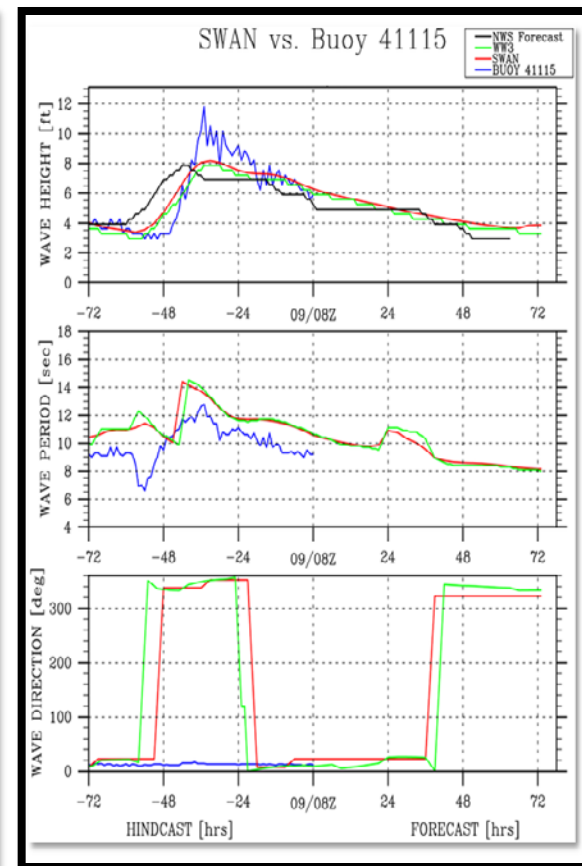 SWAN vs. Buoy 41115
NWS Forecast
WW3
SWAN
BUOY 41115
WAVE HEIGHT [ft]
12
10
8
6
4
2
0
-72 -48 -24 09/08Z 24 48 72
WAVE PERIOD [sec]
18
16
14
12
10
8
6
4
-72 -48 -24 09/08Z 24 48 72
WAVE DIRECTION [deg]
300
200
100
0
-72 -48 -24 09/08Z 24 48 72
HINDCAST [hrs] FORECAST [hrs]